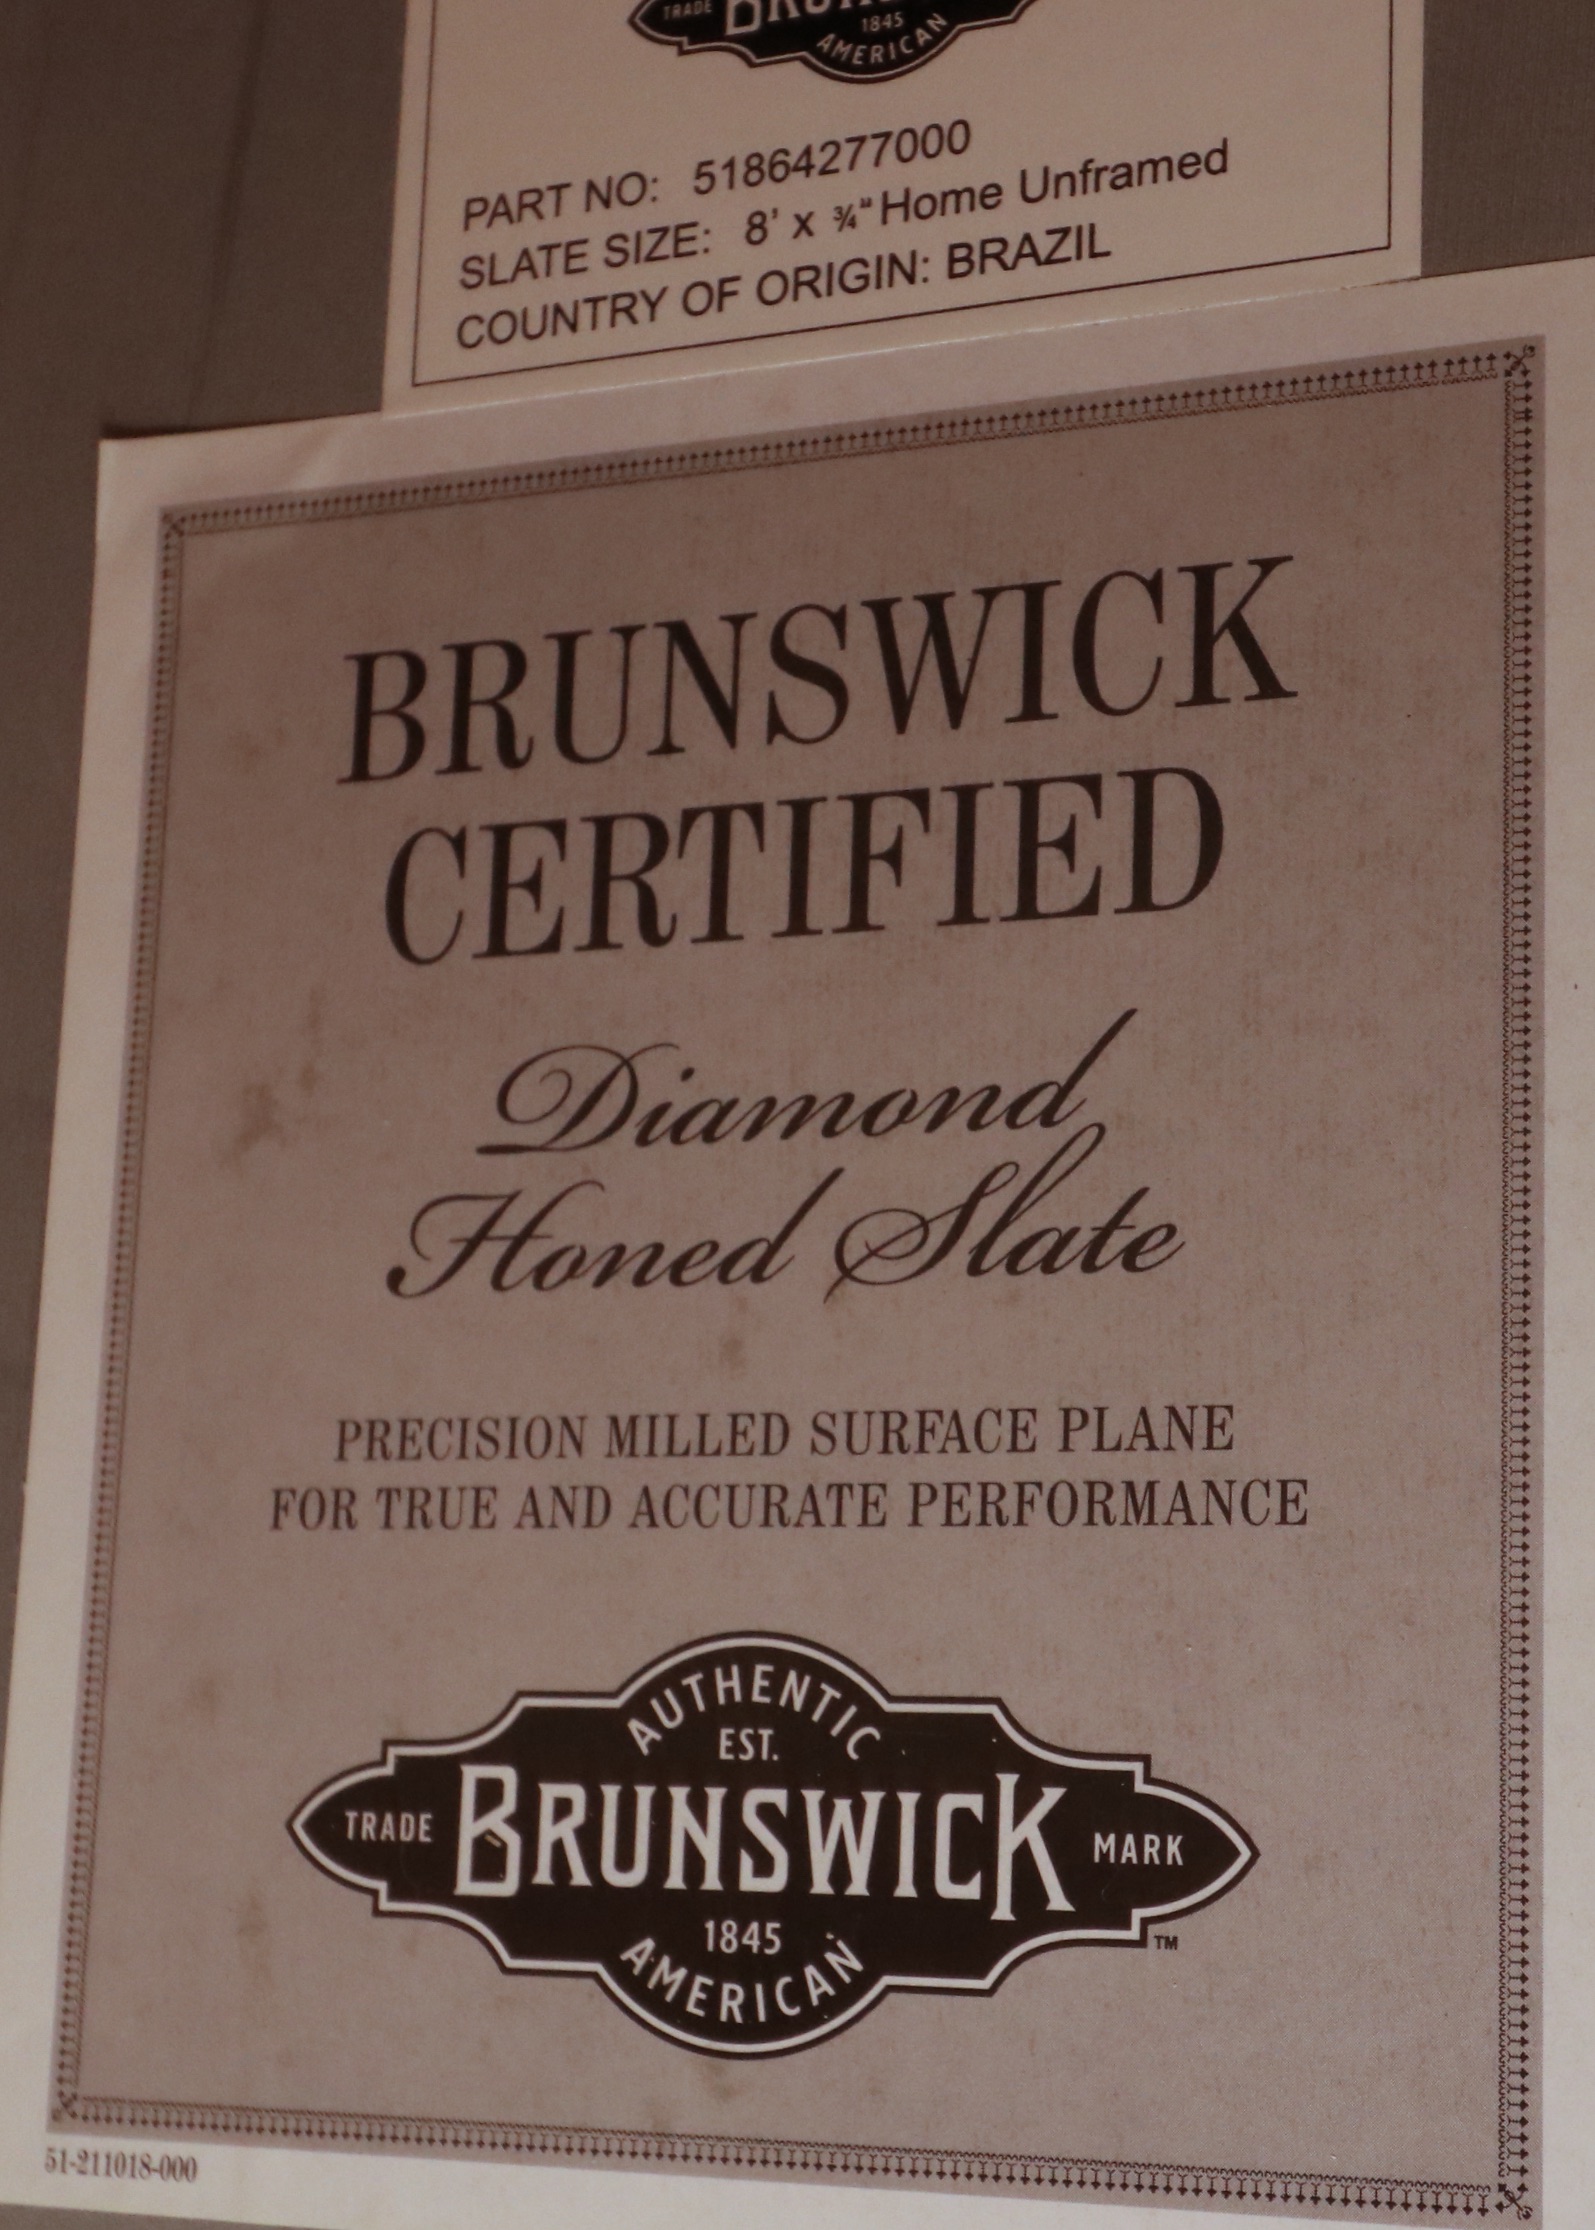 TRADE
1845
AMERICAN
PART NO: 51864277000
SLATE SIZE: 8' x ¾" Home Unframed
COUNTRY OF ORIGIN: BRAZIL
BRUNSWICK
CERTIFIED
Diamond
Honed Slate
PRECISION MILLED SURFACE PLANE
FOR TRUE AND ACCURATE PERFORMANCE
AUTHENTIC
EST.
TRADE BRUNSWICK MARK
1845
AMERICAN
TM
51-211018-000